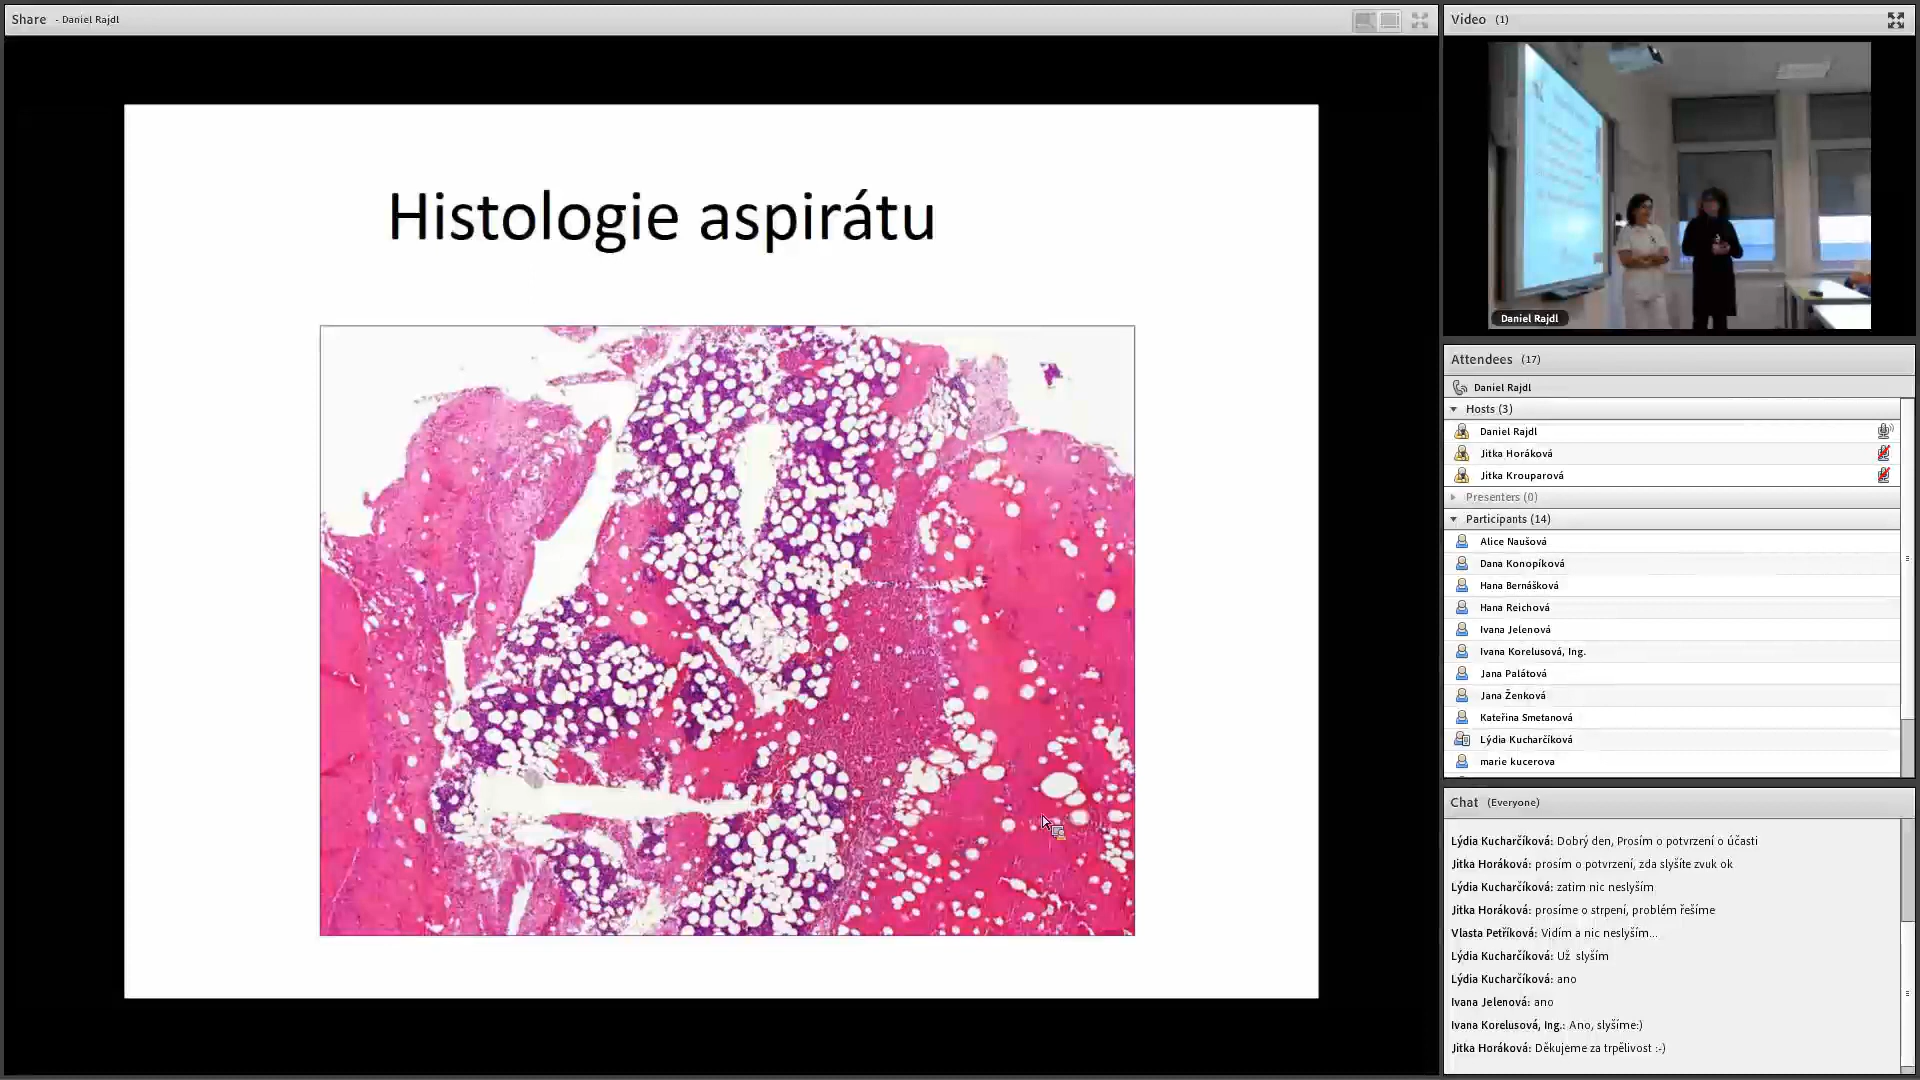 Share - Daniel Rajdl
Histologie aspirátu
Video (1)
Daniel Rajdl
Attendees (17)
Daniel Rajdl
Hosts (3)
Daniel Rajdl
Jitka Horáková
Jitka Krouparová
Presenters (0)
Participants (14)
Alice Naušová
Dana Konopíková
Hana Bernášková
Hana Reichová
Ivana Jelenová
Ivana Korelusová, Ing.
Jana Palátová
Jana Ženková
Kateřina Smetanová
Lýdia Kucharčíková
marie kucerova
Chat (Everyone)
Lýdia Kucharčíková: Dobrý den, Prosím o potvrzení o účasti
Jitka Horáková: prosím o potvrzení, zda slyšíte zvuk ok
Lýdia Kucharčíková: zatim nic neslyším
Jitka Horáková: prosíme o strpení, problém řešíme
Vlasta Petříková: Vidím a nic neslyším...
Lýdia Kucharčíková: Už slyším
Lýdia Kucharčíková: ano
Ivana Jelenová: ano
Ivana Korelusová, Ing.: Ano, slyšíme:)
Jitka Horáková: Děkujeme za trpělivost :-)